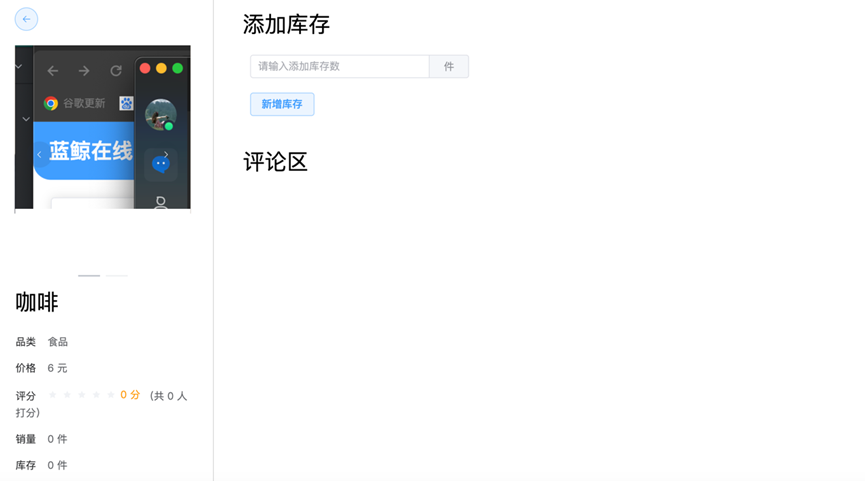 谷歌更新
蓝鲸在线
咖啡
品类 食品
价格 6 元
评分 0 分 (共 0 人
打分)
销量 0 件
库存 0 件
添加库存
请输入添加库存数 件
新增库存
评论区